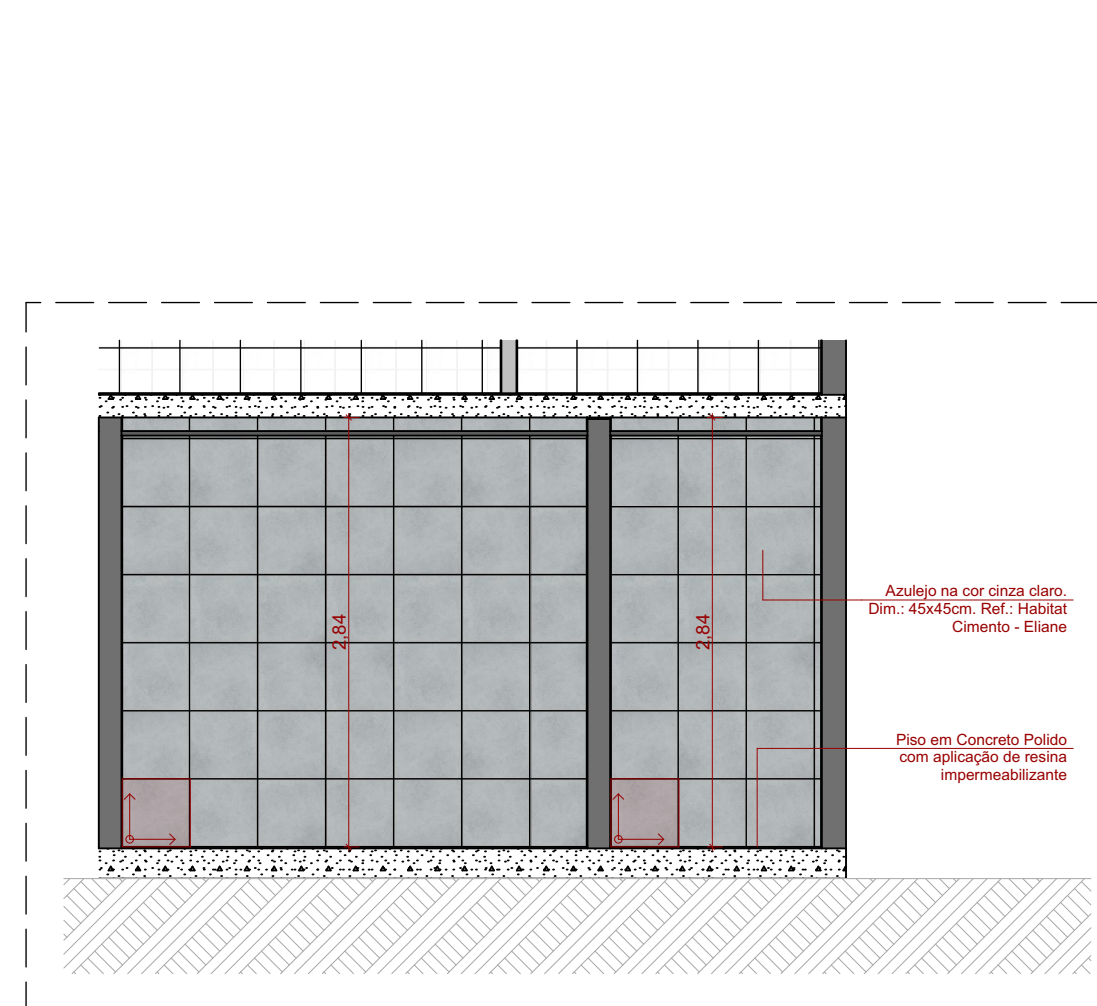 2,84
2,84
Azulejo na cor cinza claro.
Dim.: 45x45cm. Ref.: Habitat
Cimento - Eliane
Piso em Concreto Polido
com aplicação de resina
impermeabilizante